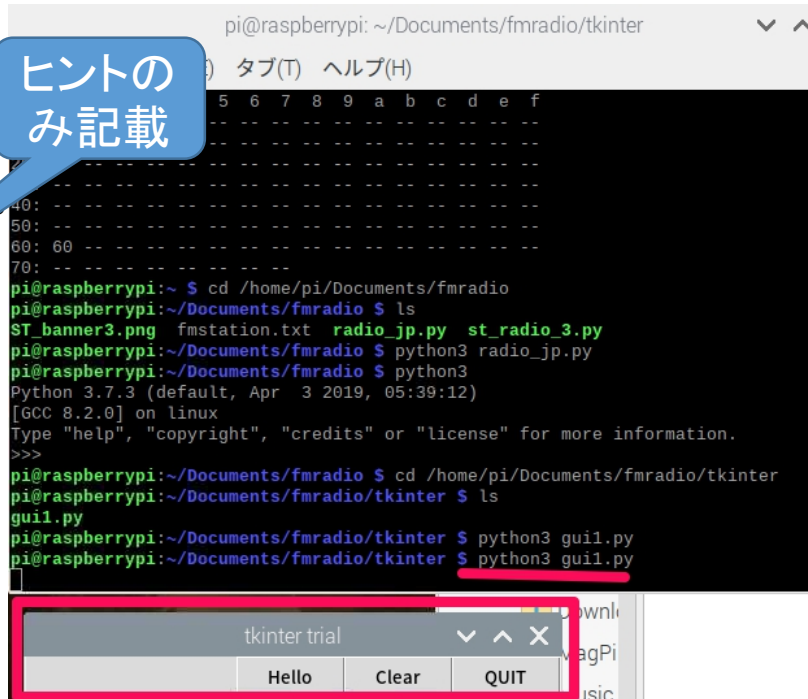 pi@raspberrypi: ~/Documents/fmradio/tkinter
) タブ(T) ヘルプ(H)
ヒントの
み記載
5 6 7 8 9 a b c d e f
-- -- -- -- -- -- -- -- -- -- --
-- -- -- -- -- -- -- -- -- -- --
-- -- -- -- -- -- -- -- -- -- --
-- -- -- -- -- -- -- -- -- -- -- -- -- -- --
40: -- -- -- -- -- -- -- -- -- -- -- -- -- -- -- --
50: -- -- -- -- -- -- -- -- -- -- -- -- -- -- -- --
60: 60 -- -- -- -- -- -- -- -- -- -- -- -- -- -- --
70: -- -- -- -- -- -- -- --
pi@raspberrypi:~ $ cd /home/pi/Documents/fmradio
pi@raspberrypi:~/Documents/fmradio $ ls
ST_banner3.png fmstation.txt radio_jp.py st_radio_3.py
pi@raspberrypi:~/Documents/fmradio $ python3 radio_jp.py
pi@raspberrypi:~/Documents/fmradio $ python3
Python 3.7.3 (default, Apr 3 2019, 05:39:12)
[GCC 8.2.0] on linux
Type "help", "copyright", "credits" or "license" for more information.
>>>
pi@raspberrypi:~/Documents/fmradio $ cd /home/pi/Documents/fmradio/tkinter
pi@raspberrypi:~/Documents/fmradio/tkinter $ ls
gui1.py
pi@raspberrypi:~/Documents/fmradio/tkinter $ python3 gui1.py
pi@raspberrypi:~/Documents/fmradio/tkinter $ python3 gui1.py
tkinter trial
Hello Clear QUIT